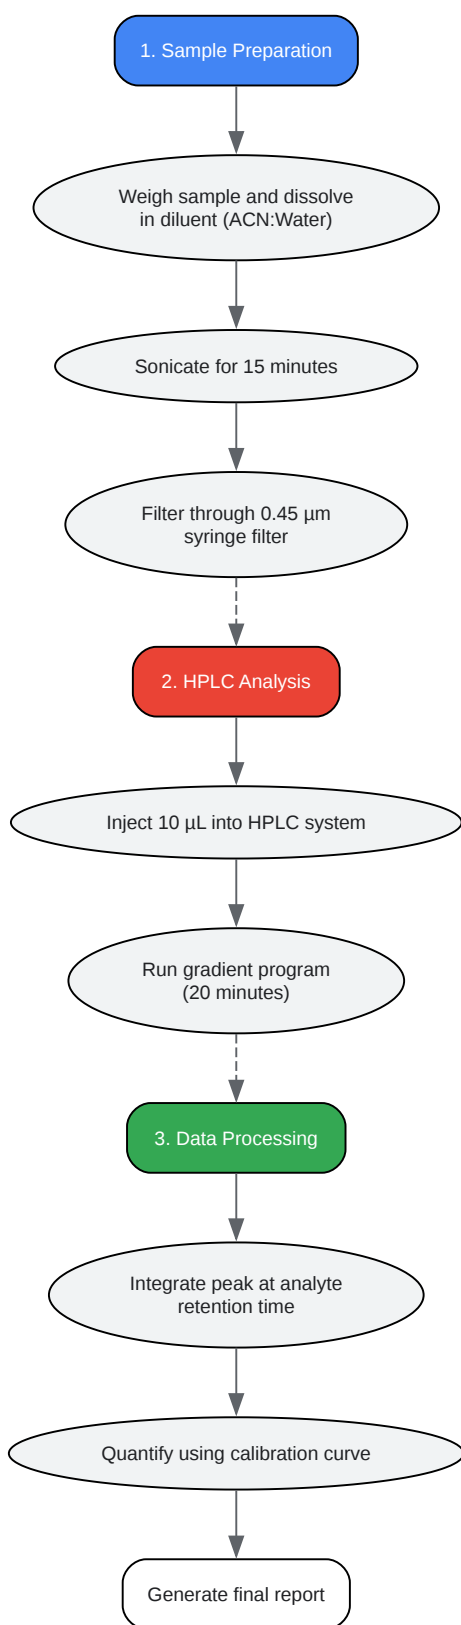 1. Sample Preparation
Weigh sample and dissolve
in diluent (ACN:Water)
Sonicate for 15 minutes
Filter through 0.45 µm
syringe filter
2. HPLC Analysis
Inject 10 µL into HPLC system
Run gradient program
(20 minutes)
3. Data Processing
Integrate peak at analyte
retention time
Quantify using calibration curve
Generate final report